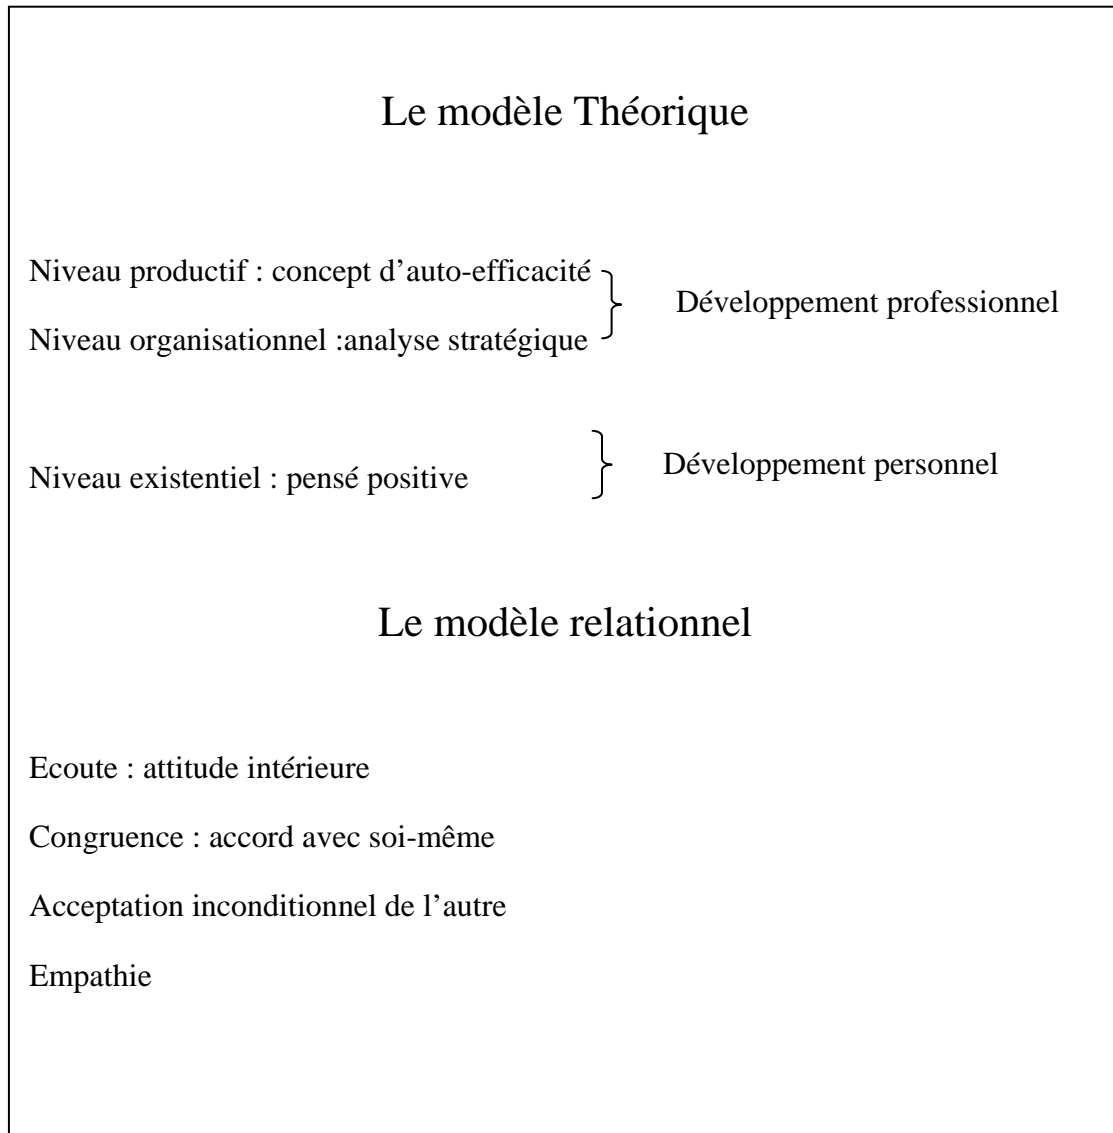 Le modèle Théorique
Niveau productif : concept d’auto-efficacité
Développement professionnel
Niveau organisationnel :analyse stratégique
Niveau existentiel : pensé positive
Développement personnel
Le modèle relationnel
Ecoute : attitude intérieure
Congruence : accord avec soi-même
Acceptation inconditionnel de l’autre
Empathie